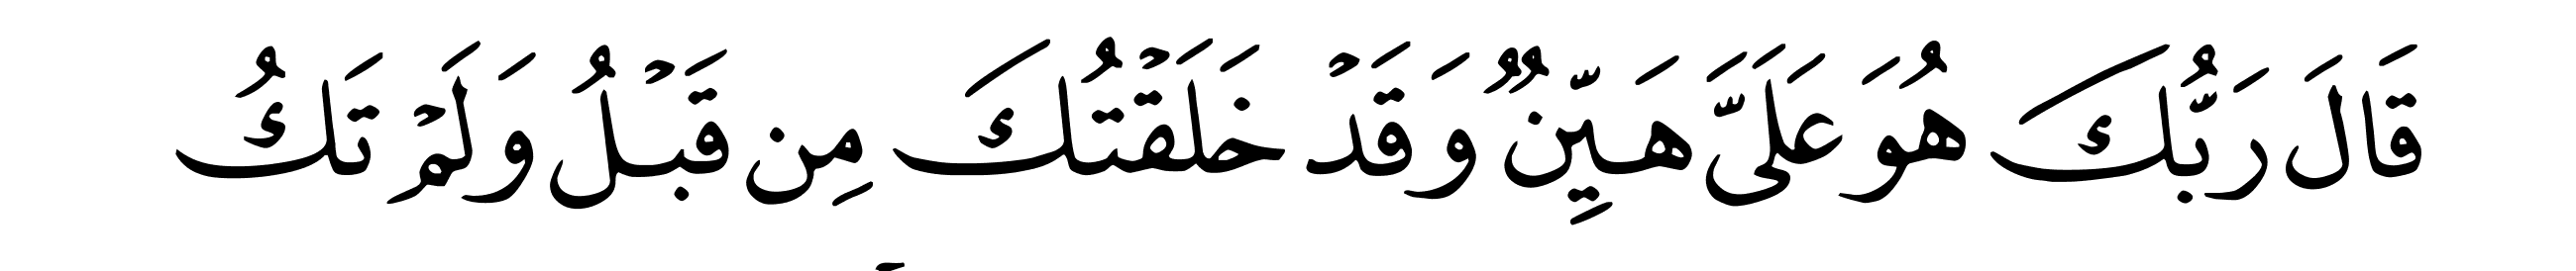 قَالَ رَبُّكَ هُوَ عَلَىَّ هَيِّنٌ وَقَدْ خَلَقْتُكَ مِن قَبْلُ وَلَمْ تَكُ